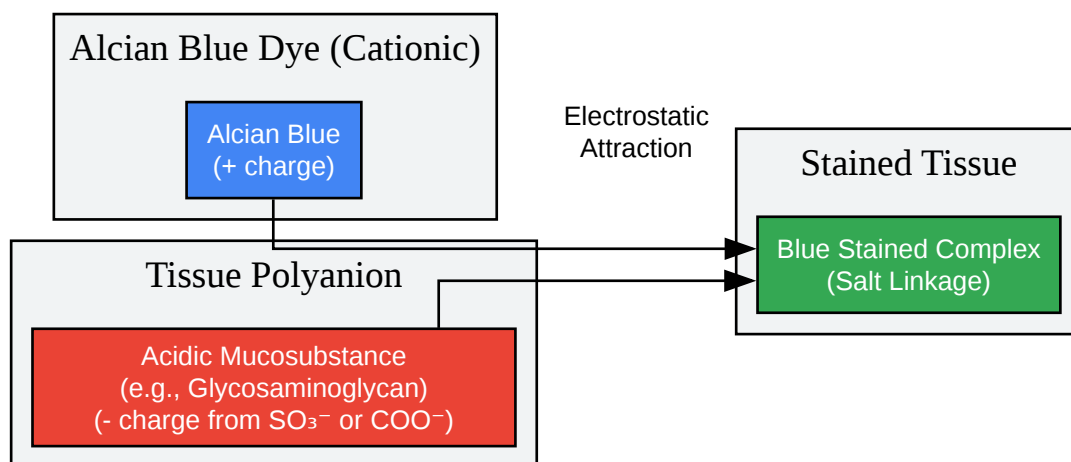 Alcian Blue Dye (Cationic)
Alcian Blue
(+ charge)
Electrostatic
Attraction
Stained Tissue
Blue Stained Complex
(Salt Linkage)
Tissue Polyanion
Acidic Mucosubstance
(e.g., Glycosaminoglycan)
(- charge from SO₃⁻ or COO⁻)